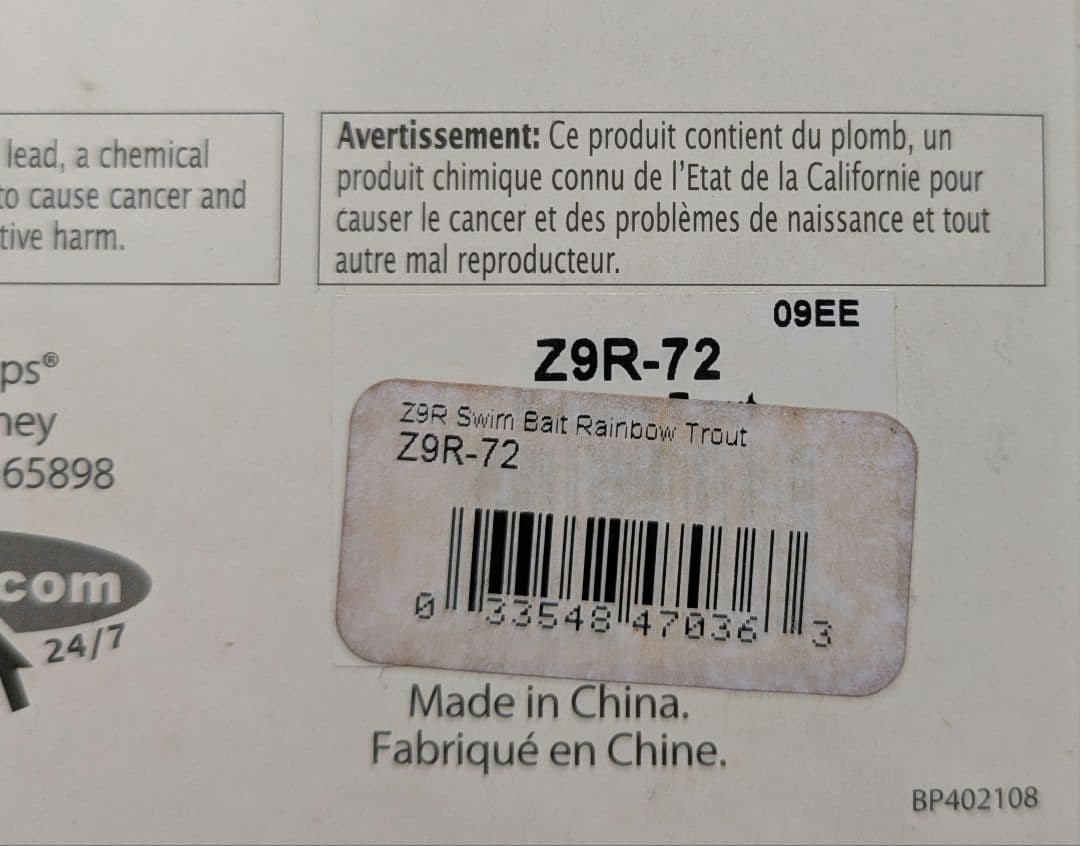 lead, a chemical
to cause cancer and
tive harm.
Avertissement: Ce produit contient du plomb, un
produit chimique connu de l'Etat de la Californie pour
causer le cancer et des problèmes de naissance et tout
autre mal reproducteur.
ps®
ney
65898
com
24/7
09EE
Z9R-72
Z9R Swim Bait Rainbow Trout
Z9R-72
0 33548 47036 3
Made in China.
Fabriqué en Chine.
BP402108